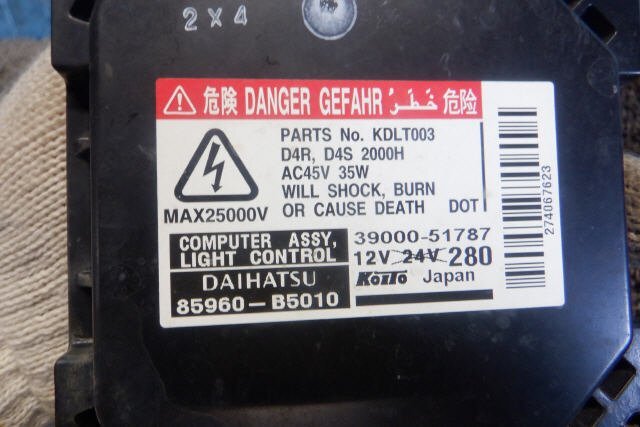 2 X 4
危険 DANGER GEFAHR خَطَرْ 危险
PARTS No. KDLT003
D4R, D4S 2000H
AC45V 35W
WILL SHOCK, BURN
OR CAUSE DEATH DOT
MAX25000V
COMPUTER ASSY,
LIGHT CONTROL
39000-51787
12V 24V 280
DAIHATSU
85960-B5010
KOITO Japan
274067623